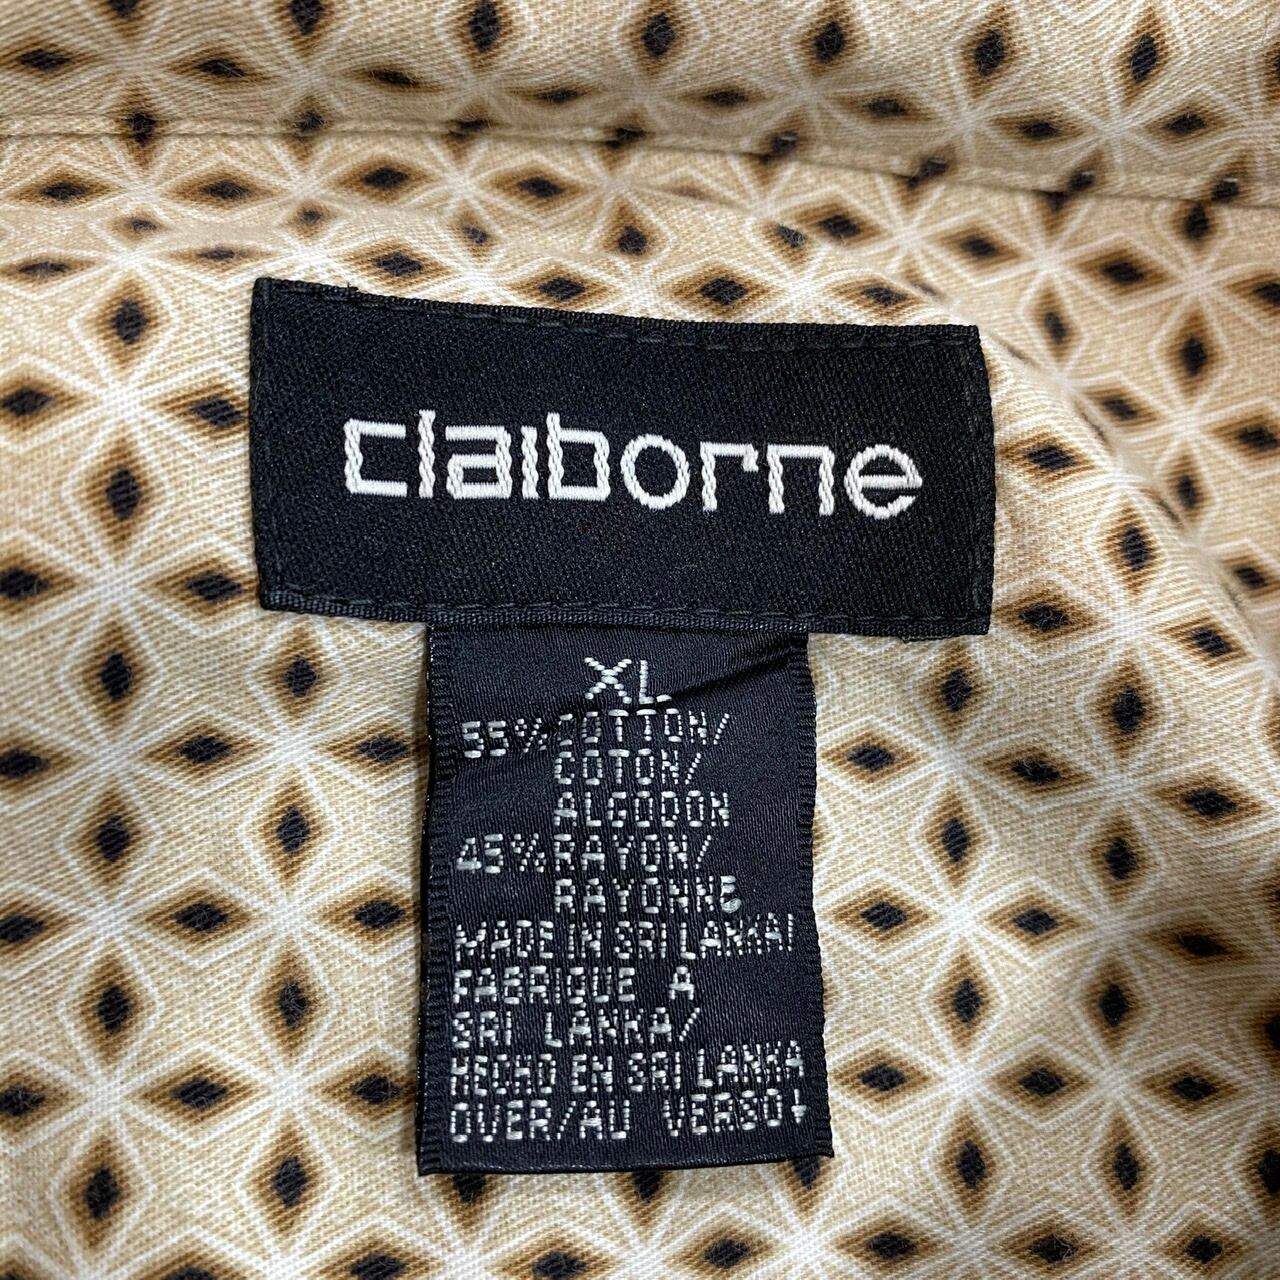 claiborne
XL
55% COTTON/
COTON/
ALGODON
45% RAYON/
RAYONNE
MADE IN SRI LANKA/
FABRIQUE A
SRI LANKA/
HECHO EN SRI LANKA
OVER/AU VERSO↓